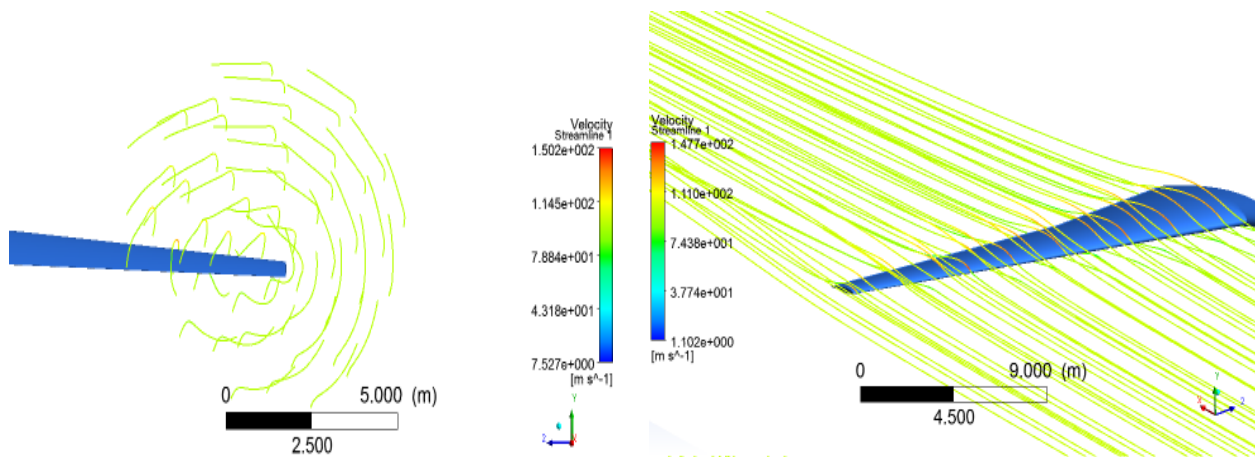 Velocity
Streamline 1
1.502e+002
1.145e+002
7.884e+001
4.318e+001
7.527e+000
[m s^-1]
0 5.000 (m)
2.500
Y
Z X
Velocity
Streamline 1
1.477e+002
1.110e+002
7.438e+001
3.774e+001
1.102e+000
[m s^-1]
0 9.000 (m)
4.500
Y
X Z